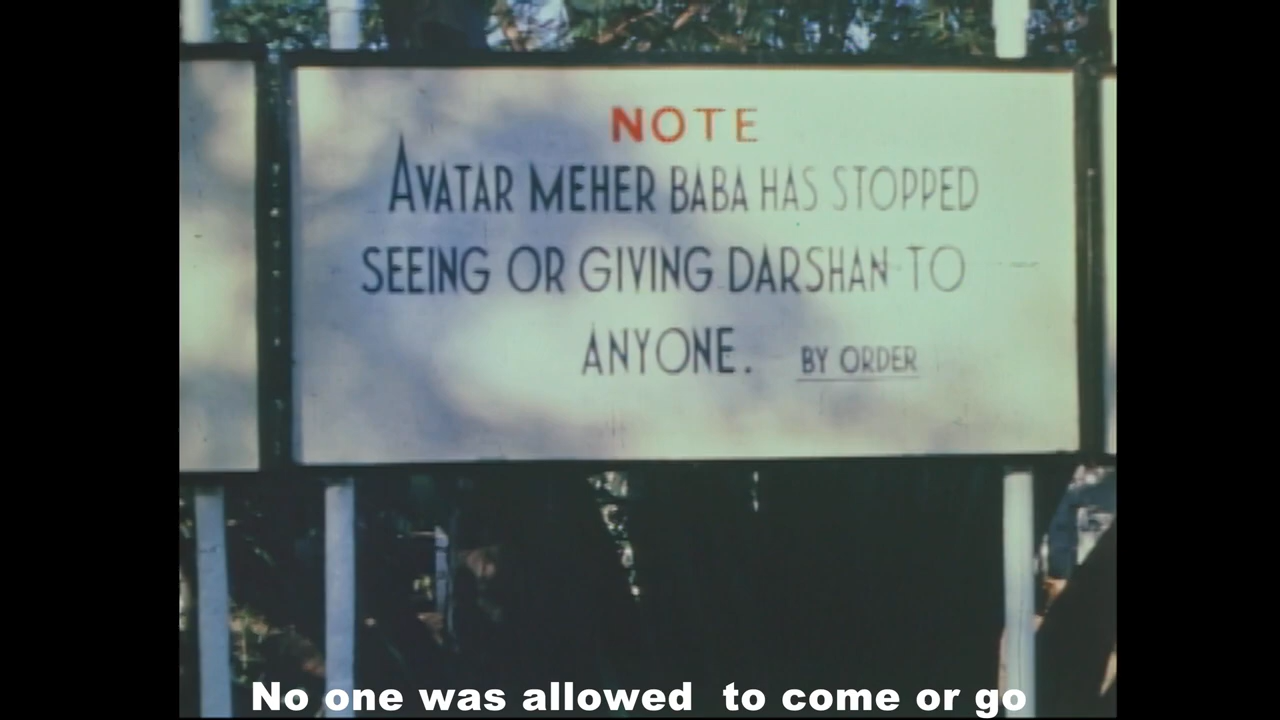 NOTE
AVATAR MEHER BABA HAS STOPPED
SEEING OR GIVING DARSHAN TO
ANYONE. BY ORDER
No one was allowed  to come or go